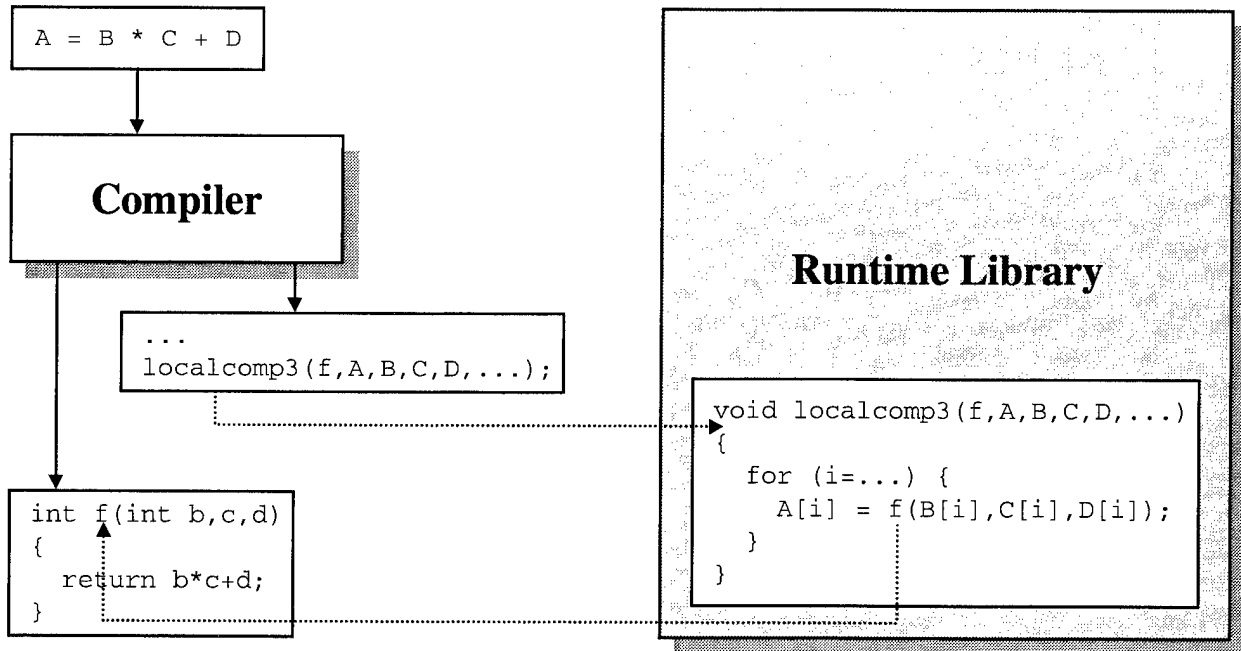 A = B * C + D
Compiler
...
localcomp3(f,A,B,C,D,...);
int f(int b,c,d)
{
  return b*c+d;
}
Runtime Library
void localcomp3(f,A,B,C,D,...)
{
  for (i=...) {
    A[i] = f(B[i],C[i],D[i]);
  }
}